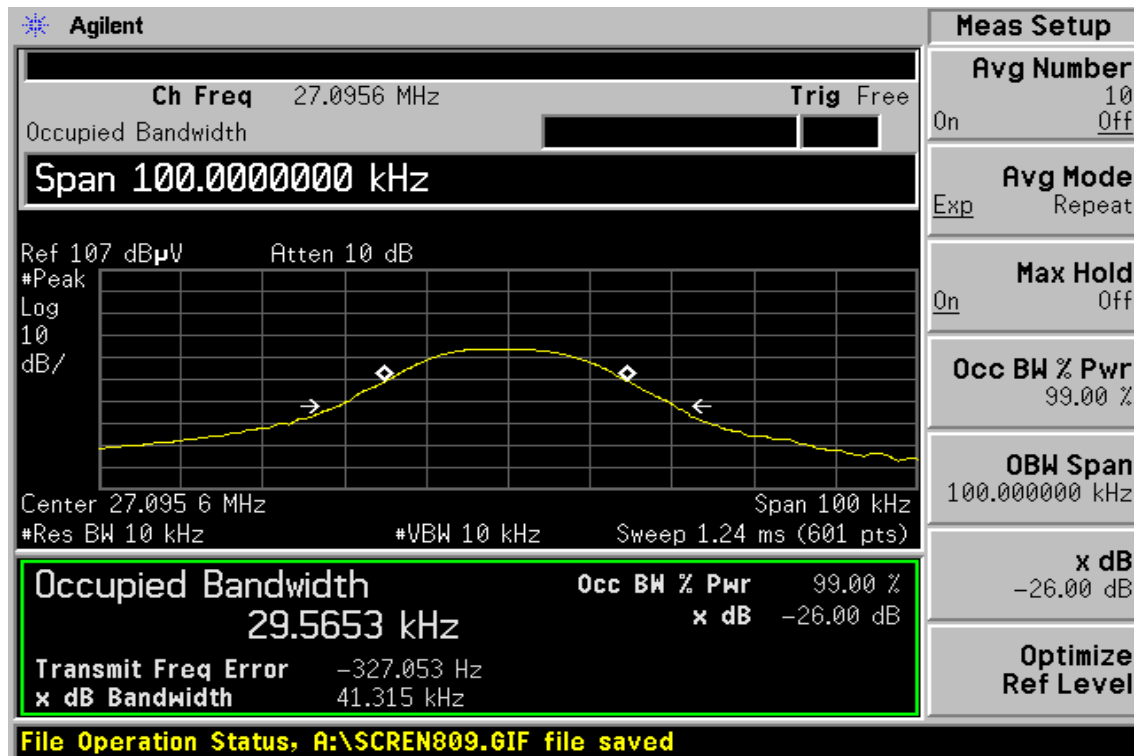 Agilent
Ch Freq 27.0956 MHz Trig Free
Occupied Bandwidth
Span 100.0000000 kHz
Ref 107 dBµV Atten 10 dB
#Peak
Log
10
dB/
Center 27.095 6 MHz Span 100 kHz
#Res BW 10 kHz #VBW 10 kHz Sweep 1.24 ms (601 pts)
Occupied Bandwidth Occ BW % Pwr 99.00 %
29.5653 kHz x dB -26.00 dB
Transmit Freq Error -327.053 Hz
x dB Bandwidth 41.315 kHz
File Operation Status, A:\SCREN809.GIF file saved
Meas Setup
Avg Number
10
On Off
Avg Mode
Exp Repeat
Max Hold
On Off
Occ BW % Pwr
99.00 %
OBW Span
100.000000 kHz
x dB
-26.00 dB
Optimize
Ref Level